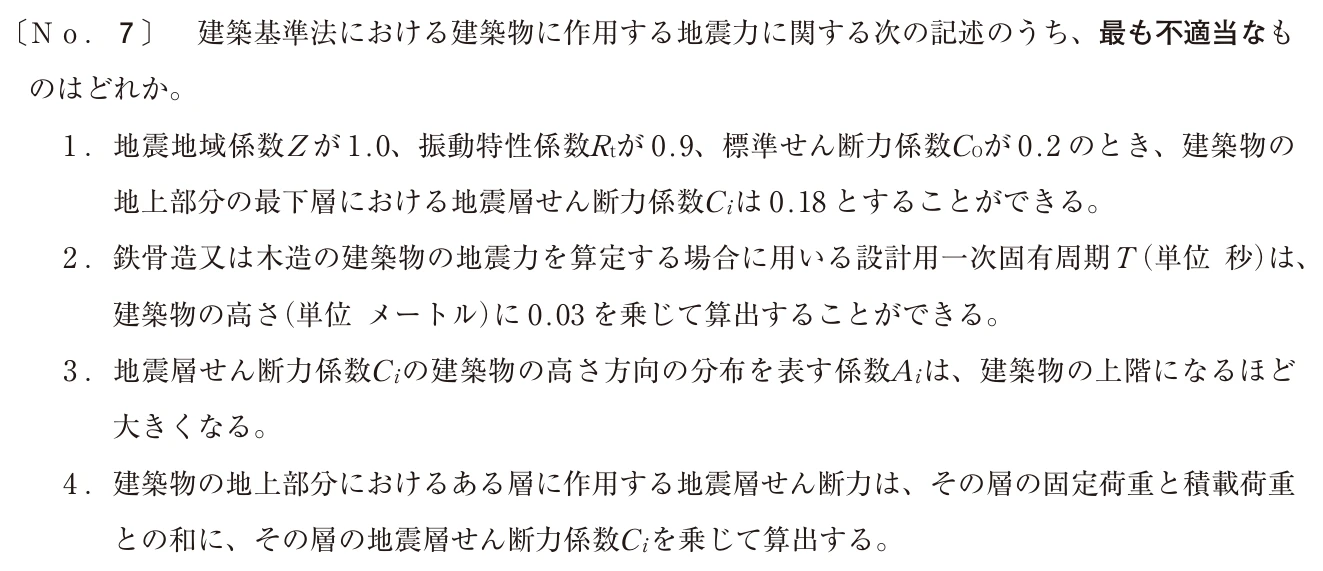 〔No. 7〕 建築基準法における建築物に作用する地震力に関する次の記述のうち、最も不適当なも
のはどれか。
1. 地震地域係数Zが1.0、振動特性係数Rtが0.9、標準せん断力係数C0が0.2のとき、建築物の
地上部分の最下層における地震層せん断力係数Ciは0.18とすることができる。
2. 鉄骨造又は木造の建築物の地震力を算定する場合に用いる設計用一次固有周期T(単位 秒)は、
建築物の高さ(単位 メートル)に0.03を乗じて算出することができる。
3. 地震層せん断力係数Ciの建築物の高さ方向の分布を表す係数Aiは、建築物の上階になるほど
大きくなる。
4. 建築物の地上部分におけるある層に作用する地震層せん断力は、その層の固定荷重と積載荷重
との和に、その層の地震層せん断力係数Ciを乗じて算出する。